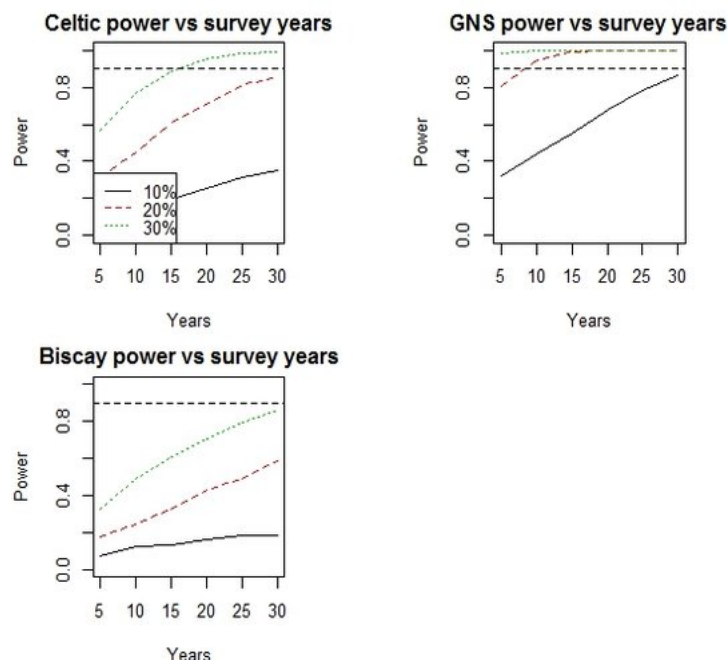 Celtic power vs survey years
Power
0.0 0.4 0.8
10%
20%
30%
5 10 15 20 25 30
Years
GNS power vs survey years
Power
0.0 0.4 0.8
5 10 15 20 25 30
Years
Biscay power vs survey years
Power
0.0 0.4 0.8
5 10 15 20 25 30
Years